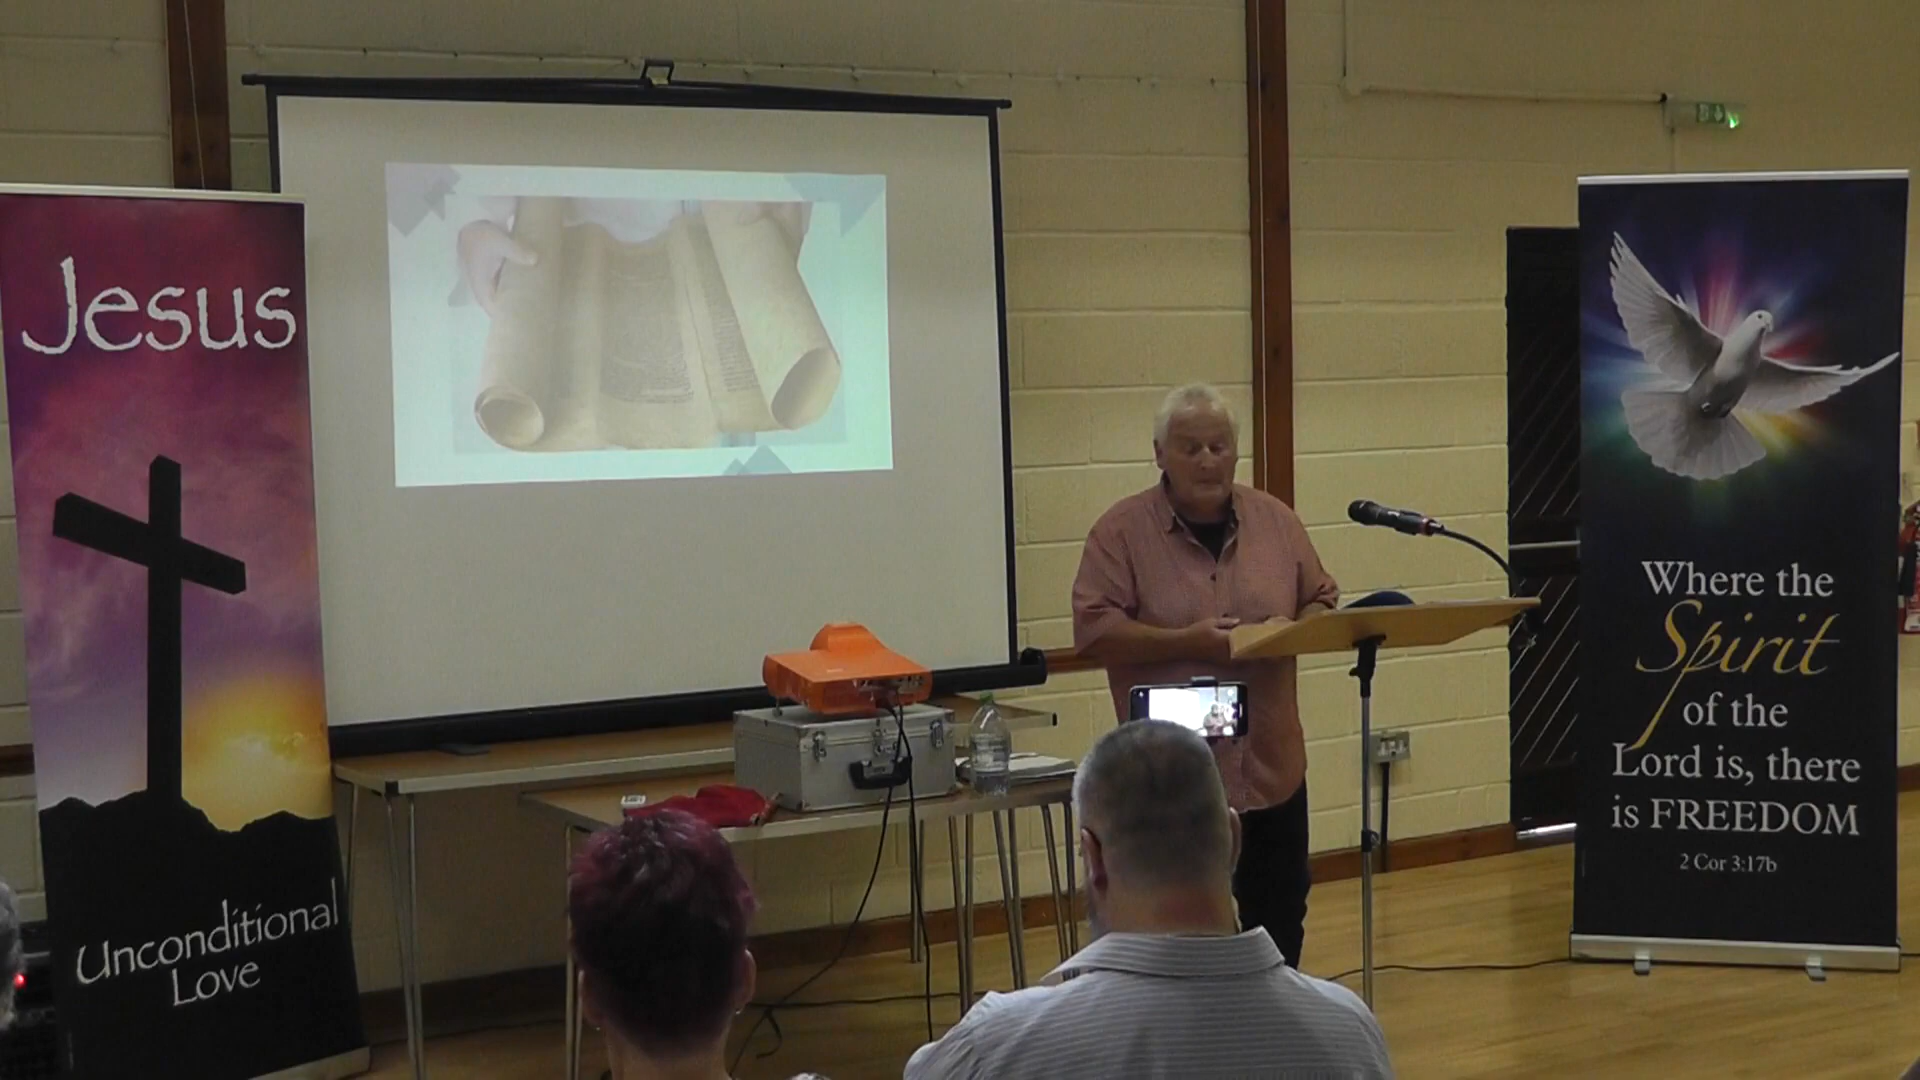 Jesus
Unconditional
Love
Where the
Spirit
of the
Lord is, there
is FREEDOM
2 Cor 3:17b